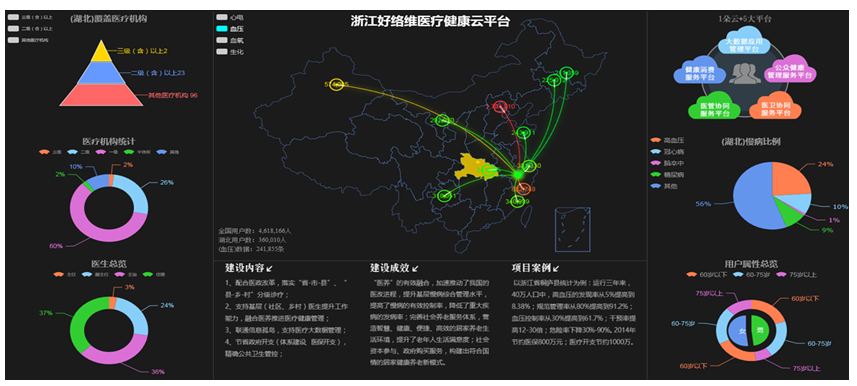 浙江好络维医疗健康云平台
三级（含）以上
二级（含）以上
其他医疗机构
(湖北)覆盖医疗机构
三级（含）以上2
二级（含）以上23
其他医疗机构 96
医疗机构统计
三级
二级
一级
其他
10%
2%
2%
26%
60%
医生总览
主任
副主任
主治
住院
3%
37%
24%
36%
心电
血压
血氧
生化
全国用户数：4,618,166人
湖北用户数：360,010人
(血压)数据：241,855条
建设内容
1、配合医政改革，落实“省-市-县”、“
县-乡-村”分级诊疗；
2、支持基层（社区、乡村）医生提升工作
能力，融合医养推进医疗健康管理；
3、联通信息孤岛，支持医疗大数据管理；
4、节省政府开支（体系建设 医保开支），
精确公共卫生管控；
建设成效
“医养”的有效融合，加速推动了我国的
医改进程，提升基层慢病综合管理水平，
提高了慢病的有效控制率，降低了重大疾
病的发病率；完善社会养老服务体系，营
造智慧、健康、便捷、高效的居家养老生
活环境，提升了老年人生活满意度；社会
资本参与、政府购买服务，构建出符合国
情的居家健康养老新模式。
项目案例
以浙江省桐庐县统计为例：运行三年来，
40万人口中，高血压的发现率从5%提高到
8.38%；规范管理率从80%提高到91.2%；
血压控制率从30%提高到61.7%；干预率提
高12-30倍；危险率下降30%-90%。2014年
节约医保800万元；医疗开支节约1000万。
1朵云+5大平台
大数据应用
管理平台
健康消费
服务平台
公众健康
管理服务平台
医管协同
服务平台
医卫协同
服务平台
(湖北)慢病比例
高血压
冠心病
脑卒中
糖尿病
其他
24%
10%
1%
9%
56%
用户属性总览
60岁以下
60-75岁
75岁以上
75岁以上
60岁以下
60-75岁
女
男
60-75岁
60岁以下
75岁以上